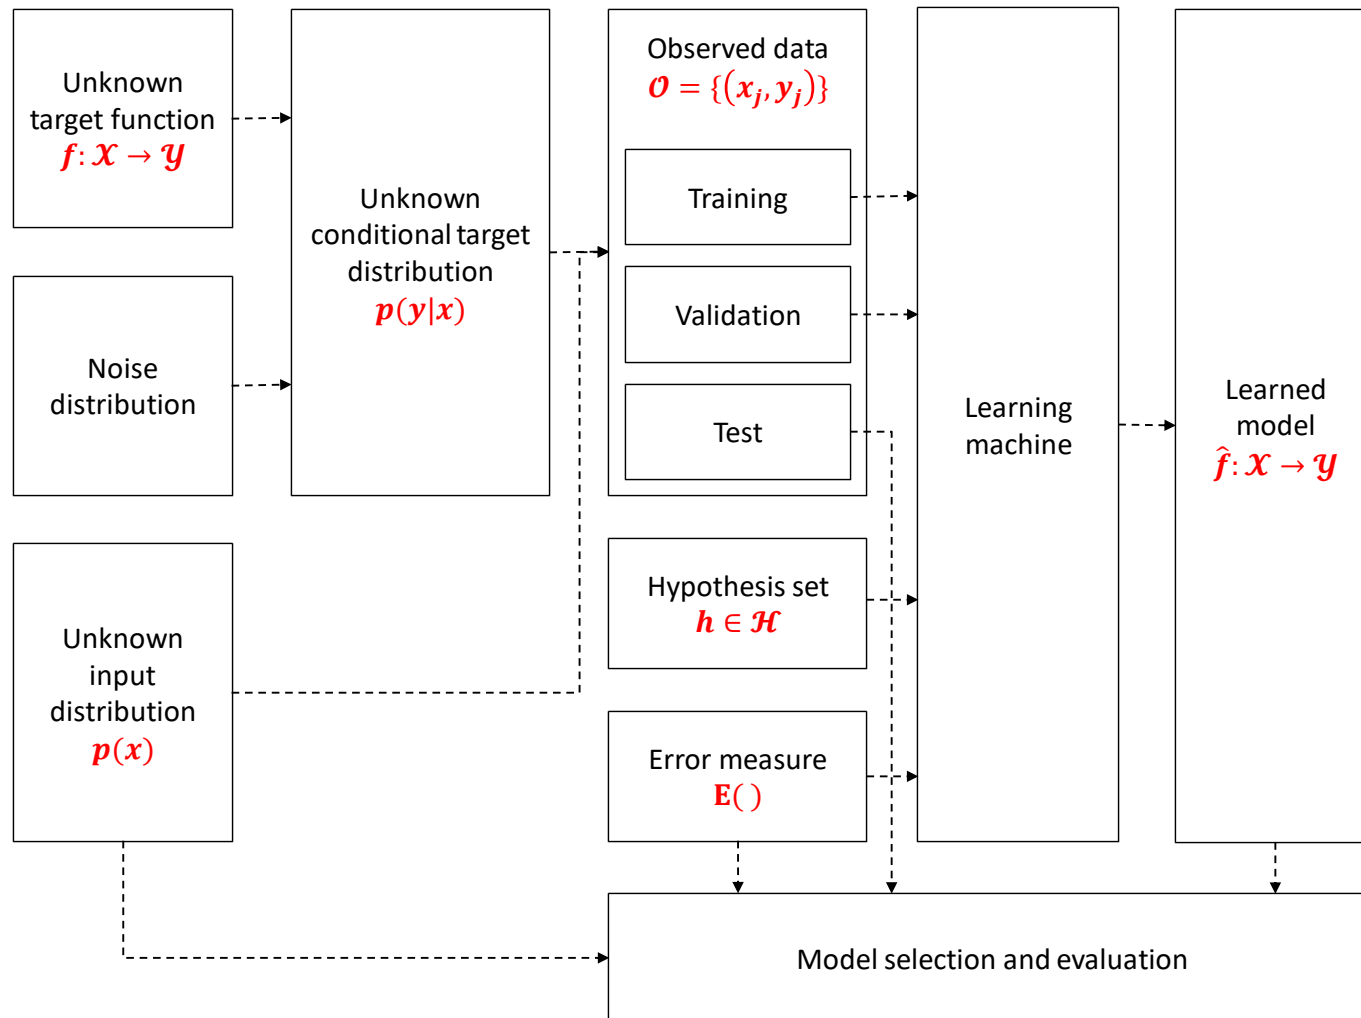 Unknown
target function
𝒇: 𝓧 → 𝓨
Noise
distribution
Unknown
input
distribution
𝒑(𝒙)
Unknown
conditional target
distribution
𝒑(𝒚|𝒙)
Observed data
𝓞 = {(𝒙ⱼ, 𝒚ⱼ)}
Training
Validation
Test
Hypothesis set
𝒉 ∈ 𝓗
Error measure
𝐄( )
Learning
machine
Learned
model
𝒇̂: 𝓧 → 𝓨
Model selection and evaluation